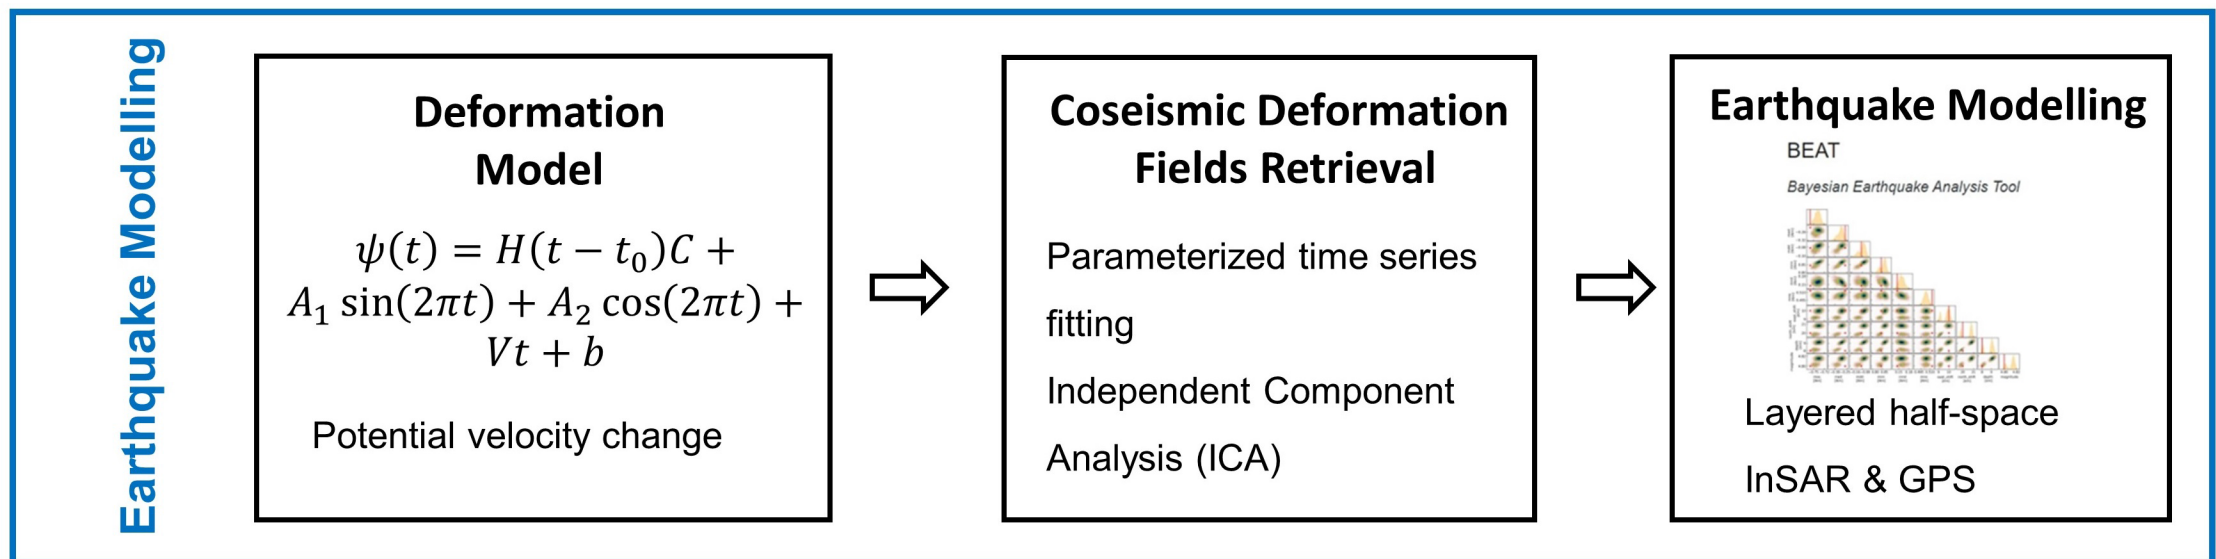 Earthquake Modelling
Deformation
Model
ψ(t) = H(t − t₀)C +
A₁ sin(2πt) + A₂ cos(2πt) +
Vt + b
Potential velocity change
Coseismic Deformation
Fields Retrieval
Parameterized time series
fitting
Independent Component
Analysis (ICA)
Earthquake Modelling
BEAT
Bayesian Earthquake Analysis Tool
Layered half-space
InSAR & GPS